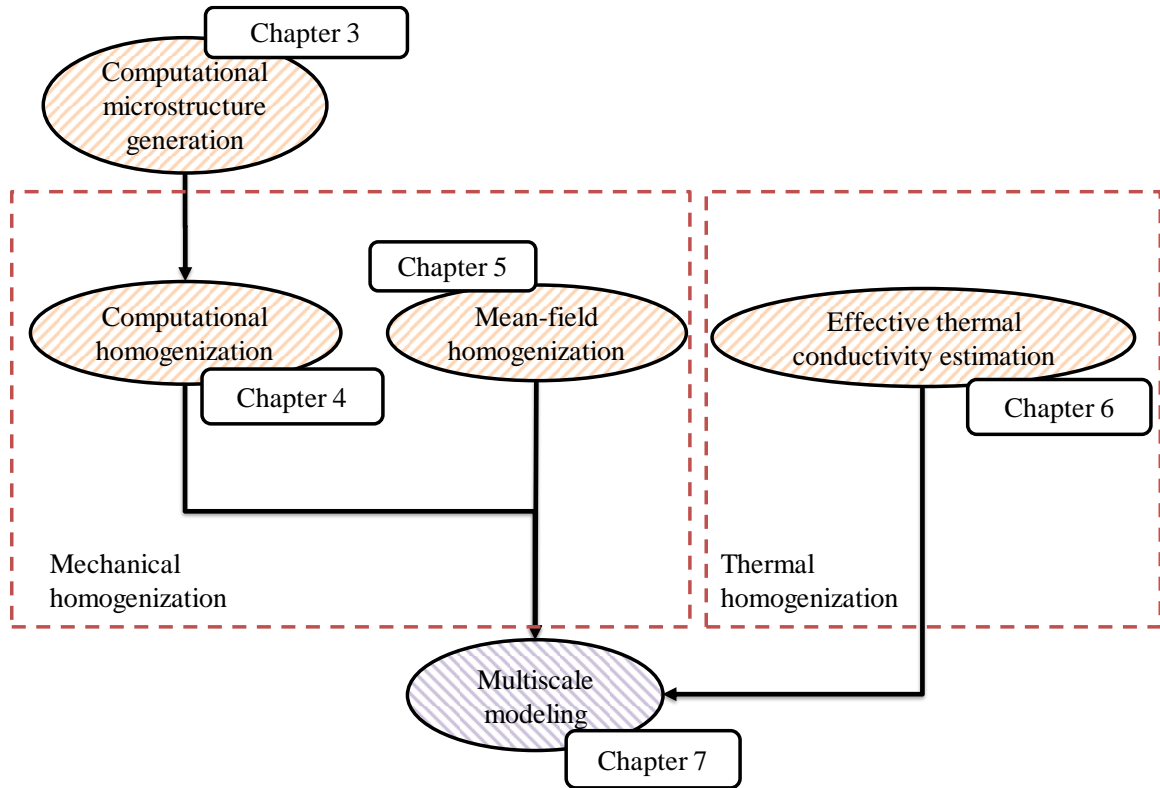 Chapter 3
Computational
microstructure
generation
Chapter 5
Computational
homogenization
Chapter 4
Mean-field
homogenization
Effective thermal
conductivity estimation
Chapter 6
Mechanical
homogenization
Thermal
homogenization
Multiscale
modeling
Chapter 7